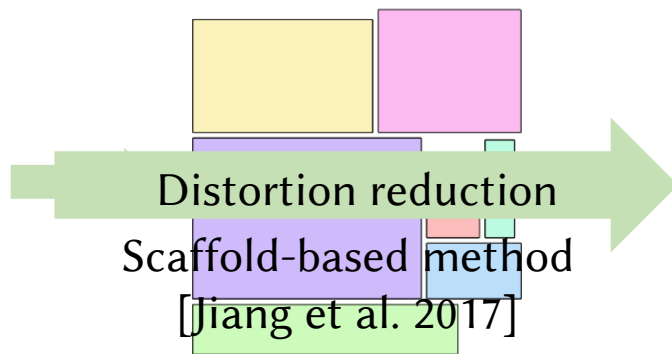 Distortion reduction
Scaffold-based method
[Jiang et al. 2017]